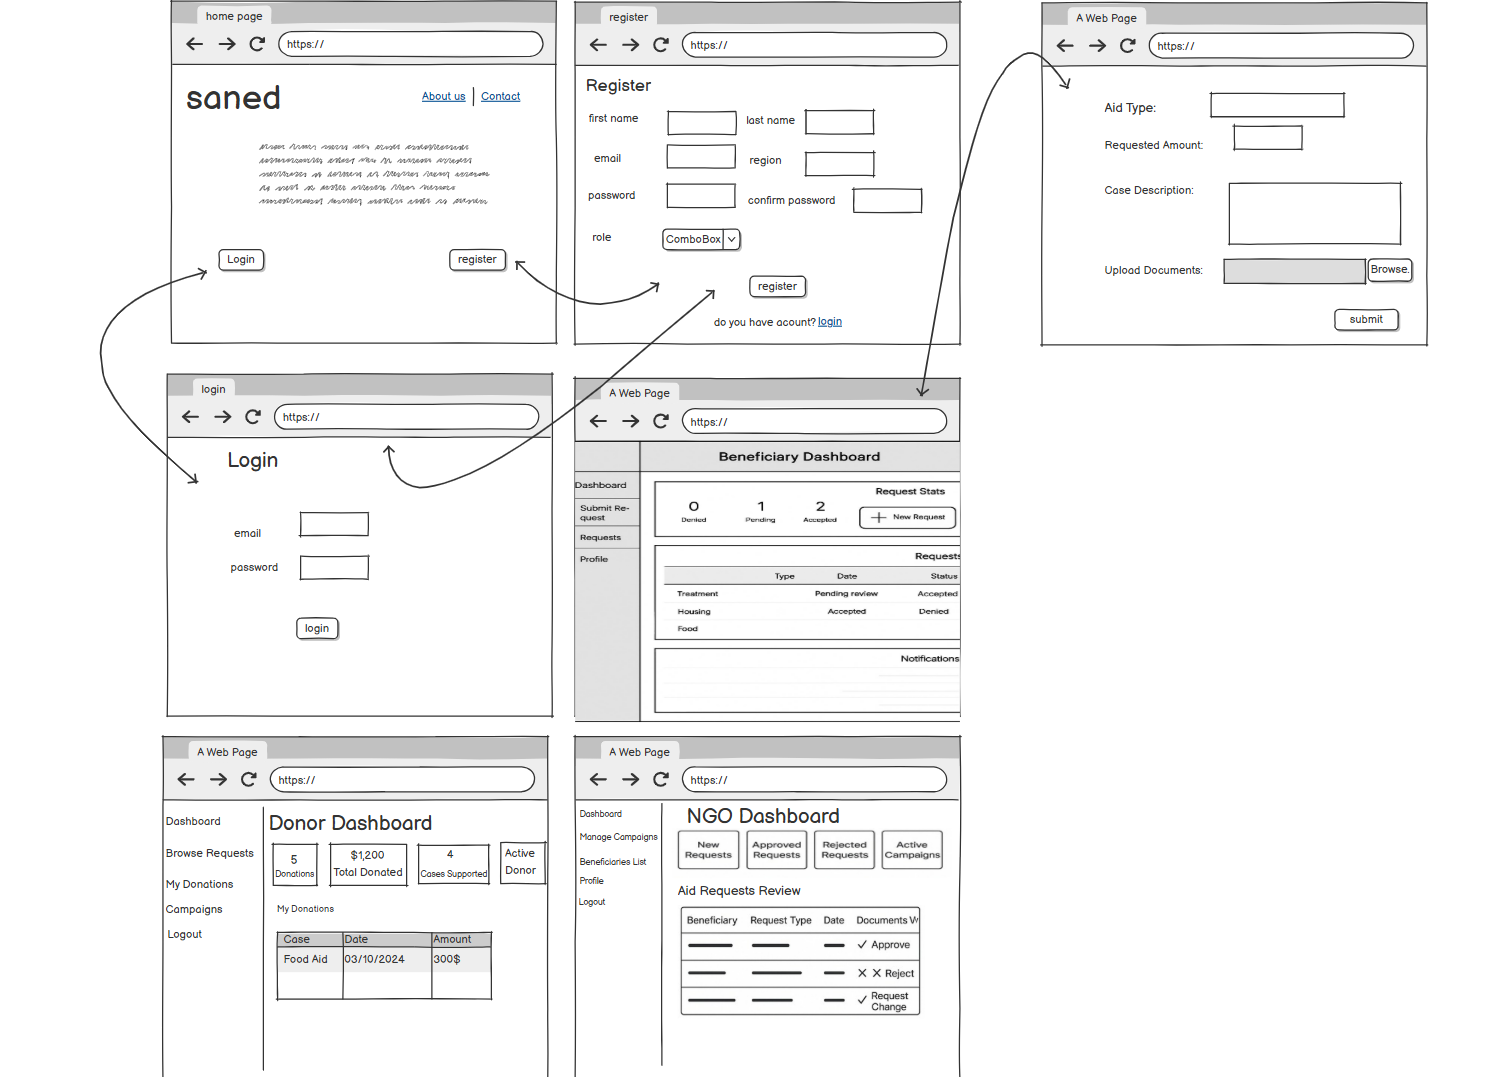 home page
https://
saned
About us | Contact
Login
register
register
https://
Register
first name
last name
email
region
password
confirm password
role
ComboBox
register
do you have acount? login
A Web Page
https://
Aid Type:
Requested Amount:
Case Description:
Upload Documents:
Browse.
submit
login
https://
Login
email
password
login
A Web Page
https://
Beneficiary Dashboard
Dashboard
Submit Re-
quest
Requests
Profile
Request Stats
0 1 2
Denied Pending Accepted
New Request
Requests
Type Date Status
Treatment Pending review Accepted
Housing Accepted Denied
Food
Notifications
A Web Page
https://
Dashboard
Browse Requests
My Donations
Campaigns
Logout
Donor Dashboard
5
Donations
$1,200
Total Donated
4
Cases Supported
Active
Donor
My Donations
Case Date Amount
Food Aid 03/10/2024 300$
A Web Page
https://
Dashboard
Manage Campaigns
Beneficiaries List
Profile
Logout
NGO Dashboard
New
Requests
Approved
Requests
Rejected
Requests
Active
Campaigns
Aid Requests Review
Beneficiary Request Type Date Documents
Approve
Reject
Request
Change